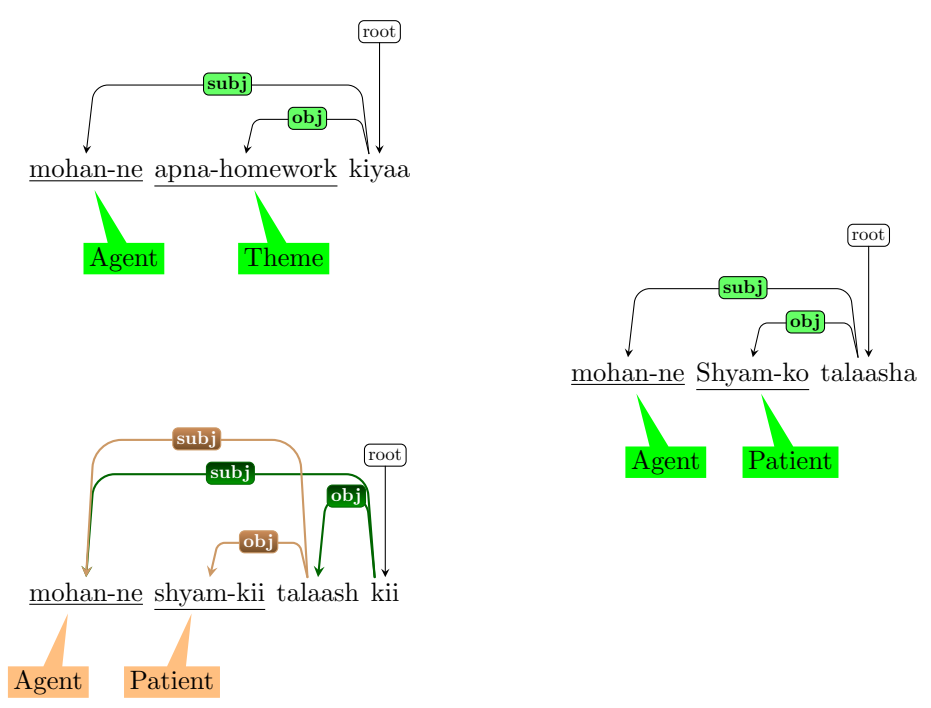 root
subj
obj
mohan-ne apna-homework kiyaa
Agent Theme
root
subj
obj
mohan-ne Shyam-ko talaasha
Agent Patient
subj
root
subj
obj
obj
mohan-ne shyam-kii talaash kii
Agent Patient